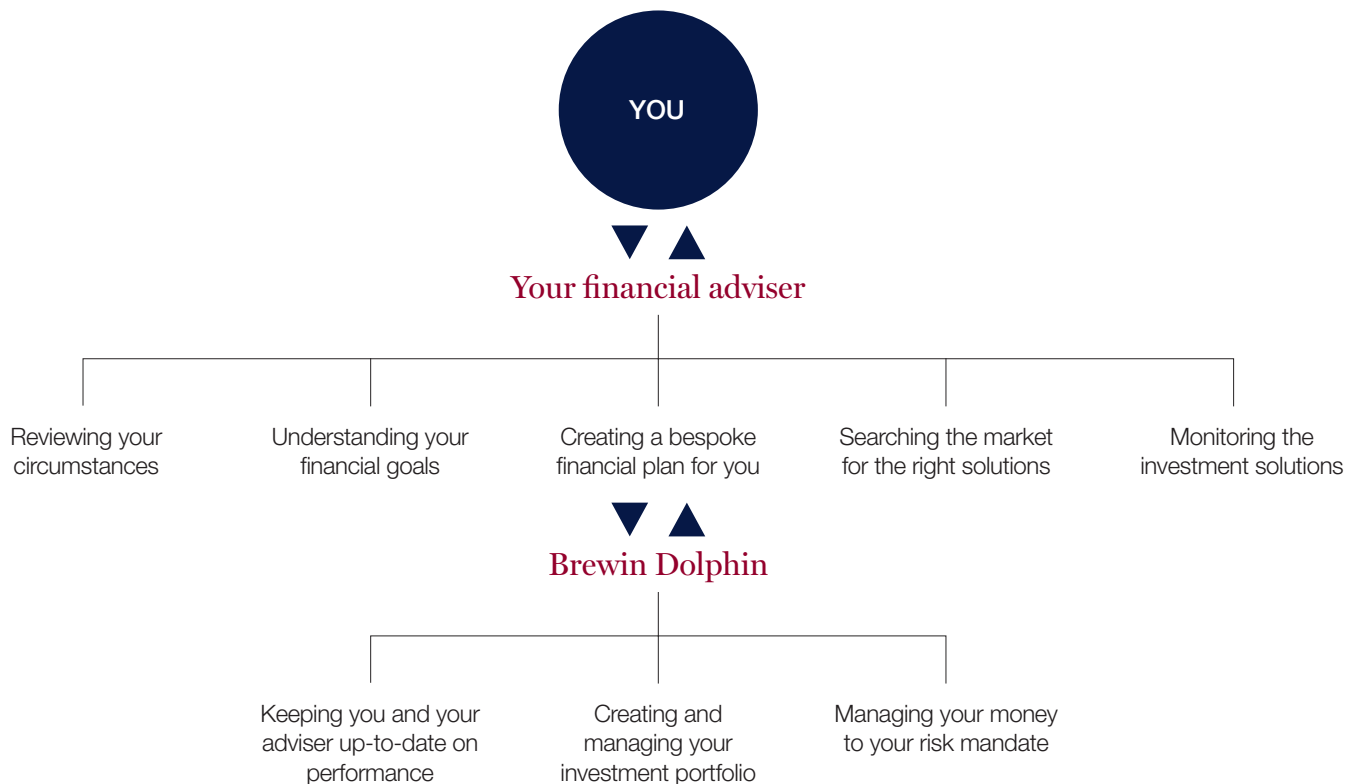 YOU
Your financial adviser
Reviewing your
circumstances
Understanding your
financial goals
Creating a bespoke
financial plan for you
Searching the market
for the right solutions
Monitoring the
investment solutions
Brewin Dolphin
Keeping you and your
adviser up-to-date on
performance
Creating and
managing your
investment portfolio
Managing your money
to your risk mandate